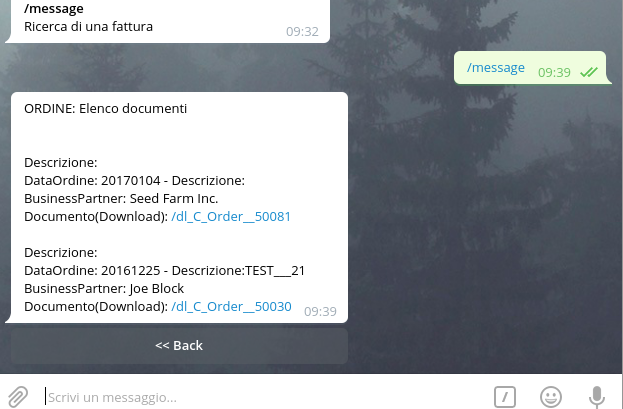 /message
Ricerca di una fattura
09:32
/message 09:39
ORDINE: Elenco documenti
Descrizione:
DataOrdine: 20170104 - Descrizione:
BusinessPartner: Seed Farm Inc.
Documento(Download): /dl_C_Order__50081
Descrizione:
DataOrdine: 20161225 - Descrizione:TEST___21
BusinessPartner: Joe Block
Documento(Download): /dl_C_Order__50030
09:39
<< Back
Scrivi un messaggio...
/